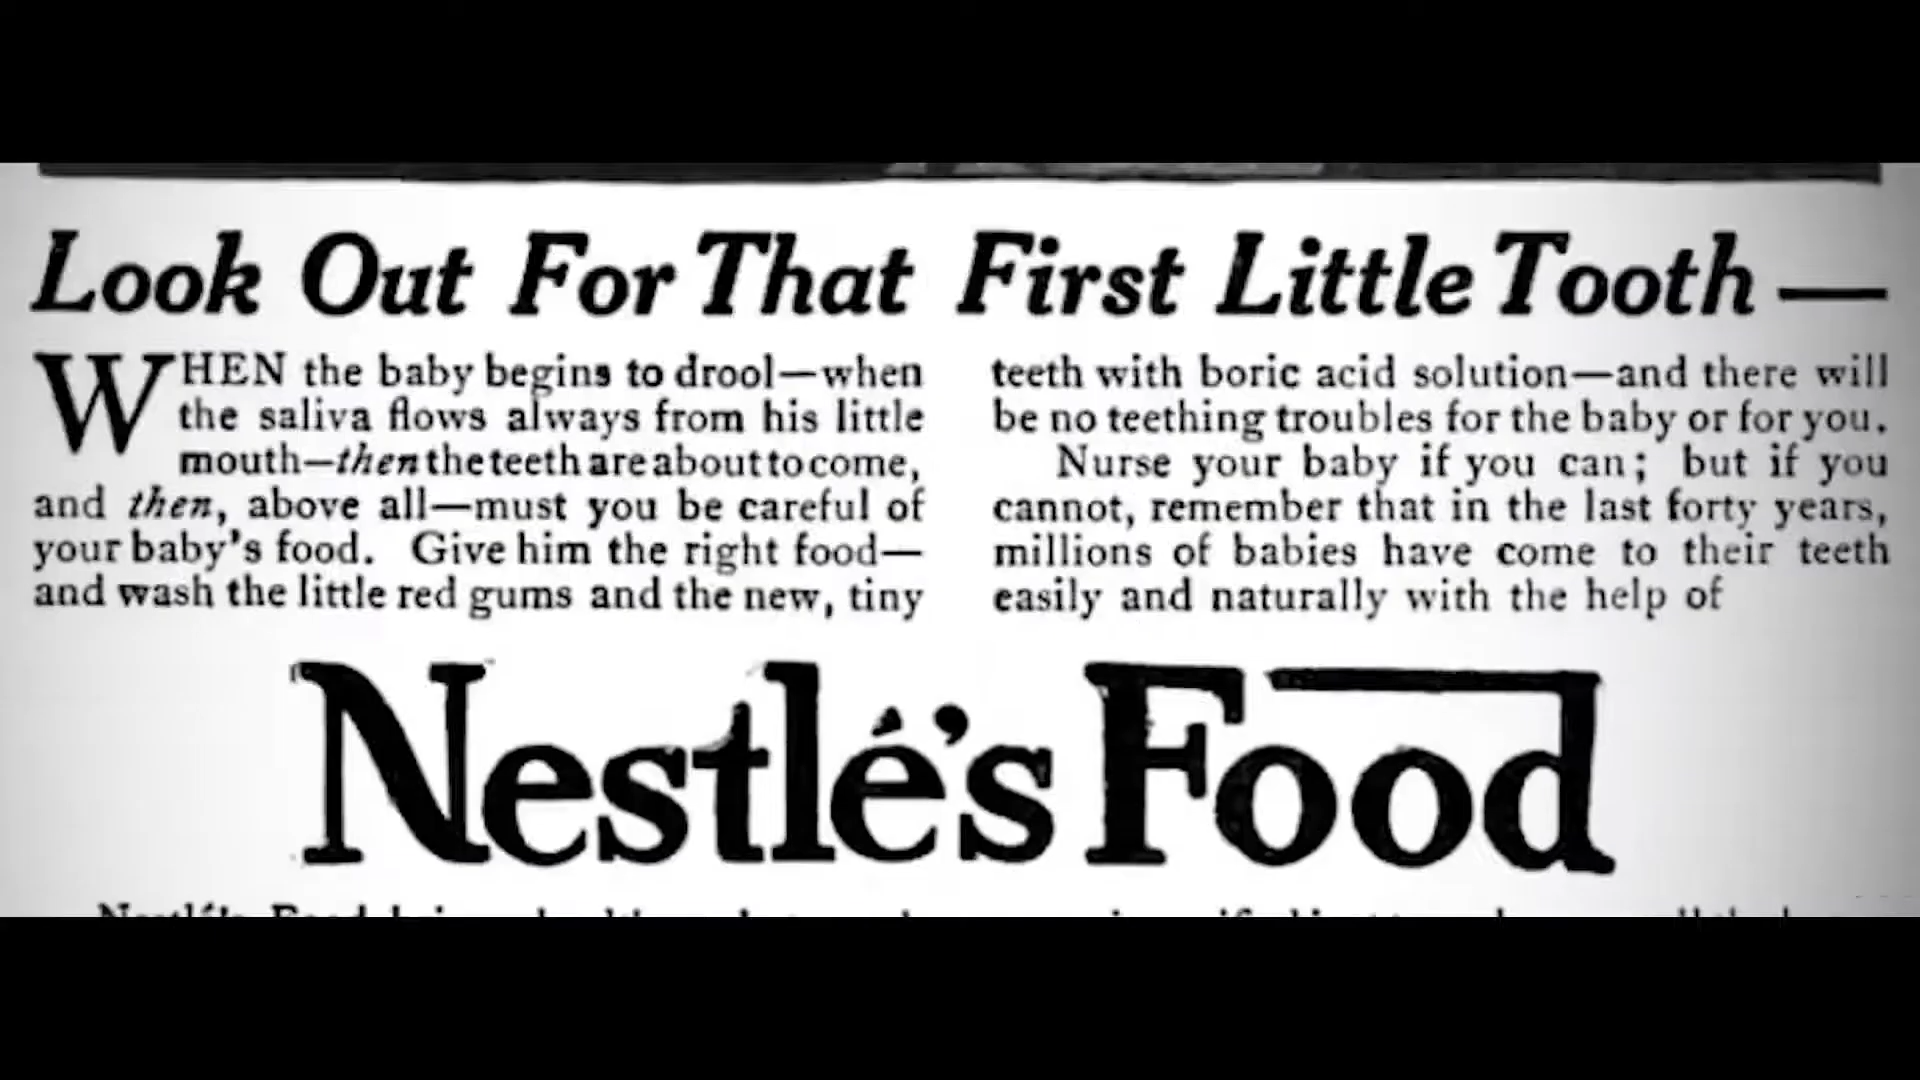 Look Out For That First Little Tooth —
WHEN the baby begins to drool—when
the saliva flows always from his little
mouth—then the teeth are about to come,
and then, above all—must you be careful of
your baby's food. Give him the right food—
and wash the little red gums and the new, tiny
teeth with boric acid solution—and there will
be no teething troubles for the baby or for you.
Nurse your baby if you can; but if you
cannot, remember that in the last forty years,
millions of babies have come to their teeth
easily and naturally with the help of
Nestlé's Food